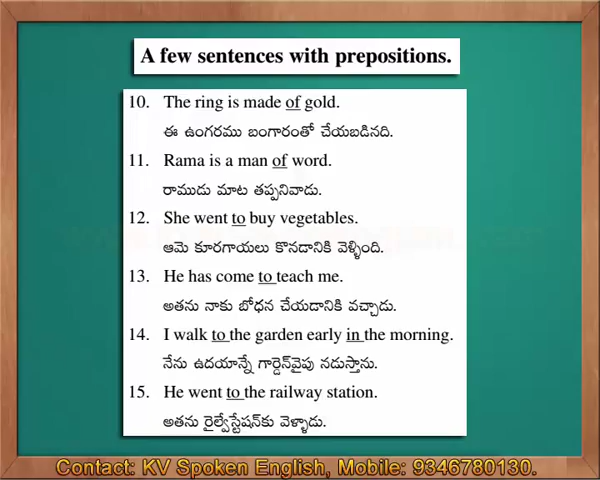 A few sentences with prepositions.
10. The ring is made of gold.
ఈ ఉంగరము బంగారంతో చేయబడినది.
11. Rama is a man of word.
రాముడు మాట తప్పనివాడు.
12. She went to buy vegetables.
ఆమె కూరగాయలు కొనడానికి వెళ్ళింది.
13. He has come to teach me.
అతను నాకు బోధన చేయడానికి వచ్చాడు.
14. I walk to the garden early in the morning.
నేను ఉదయాన్నే గార్డెన్‌వైపు నడుస్తాను.
15. He went to the railway station.
అతను రైల్వేస్టేషన్‌కు వెళ్ళాడు.
Contact: KV Spoken English, Mobile: 9346780130.